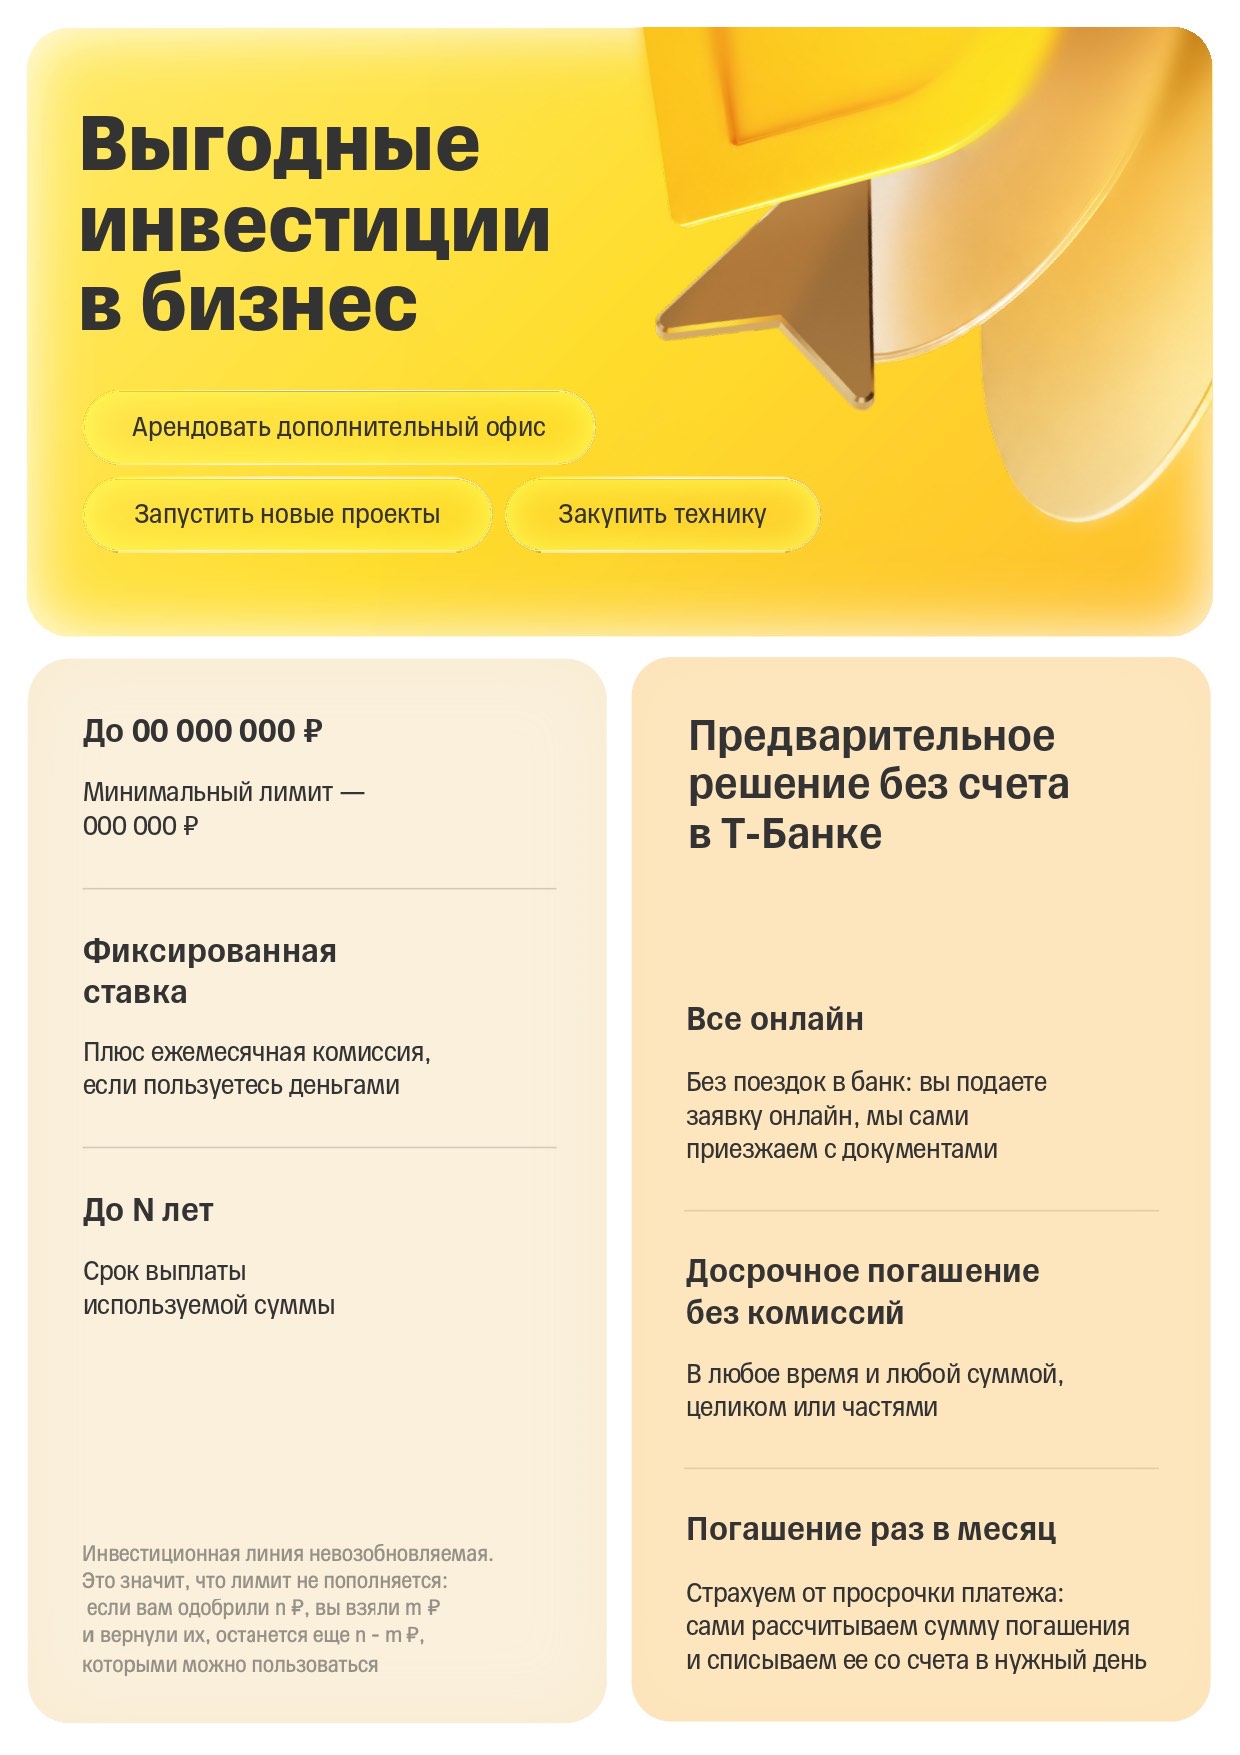 Выгодные
инвестиции
в бизнес
Арендовать дополнительный офис
Запустить новые проекты
Закупить технику
До 00 000 000 ₽
Минимальный лимит —
000 000 ₽
Фиксированная
ставка
Плюс ежемесячная комиссия,
если пользуетесь деньгами
До N лет
Срок выплаты
используемой суммы
Инвестиционная линия невозобновляемая.
Это значит, что лимит не пополняется:
если вам одобрили n ₽, вы взяли m ₽
и вернули их, останется еще n - m ₽,
которыми можно пользоваться
Предварительное
решение без счета
в Т-Банке
Все онлайн
Без поездок в банк: вы подаете
заявку онлайн, мы сами
приезжаем с документами
Досрочное погашение
без комиссий
В любое время и любой суммой,
целиком или частями
Погашение раз в месяц
Страхуем от просрочки платежа:
сами рассчитываем сумму погашения
и списываем ее со счета в нужный день